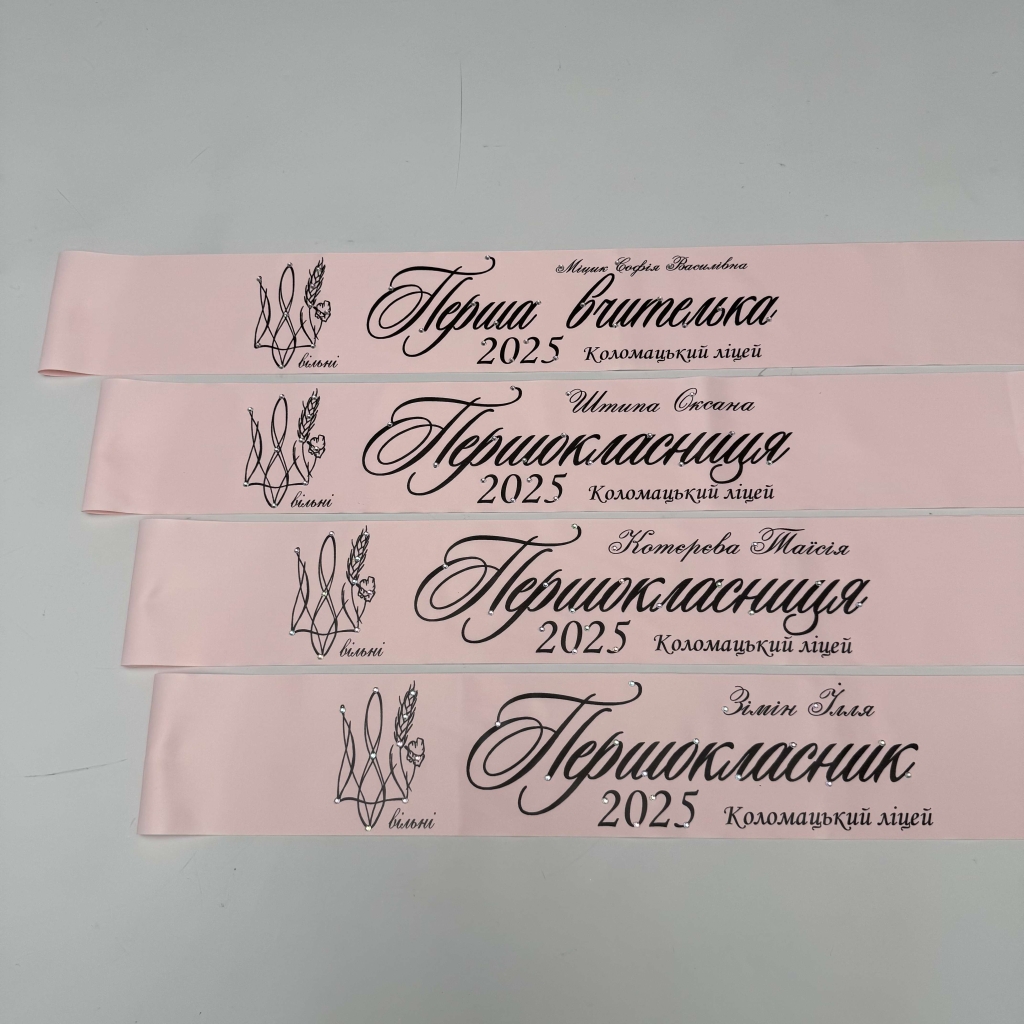 Міцик Софія Василівна
Перша вчителька
2025 Коломацький ліцей
вільні
Штипа Оксана
Першокласниця
2025 Коломацький ліцей
вільні
Котєрєва Таїсія
Першокласниця
2025 Коломацький ліцей
вільні
Зімін Ілля
Першокласник
2025 Коломацький ліцей
вільні